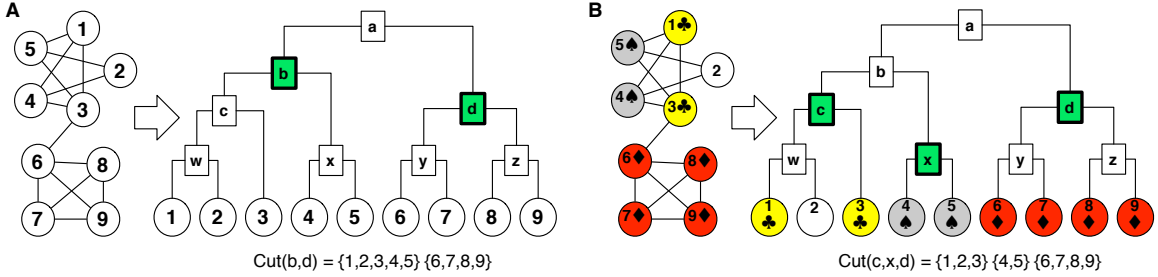 A
1
5
2
4
3
6
8
7
9
a
b
d
c
w
x
y
z
1 2 3 4 5 6 7 8 9
Cut(b,d) = {1,2,3,4,5} {6,7,8,9}
B
1♣
5♠
2
4♠
3♣
6♦
8♦
7♦
9♦
a
b
c
d
w
x
y
z
1 2 3 4 5 6 7 8 9
♣ ♣ ♠ ♠ ♦ ♦ ♦ ♦
Cut(c,x,d) = {1,2,3} {4,5} {6,7,8,9}